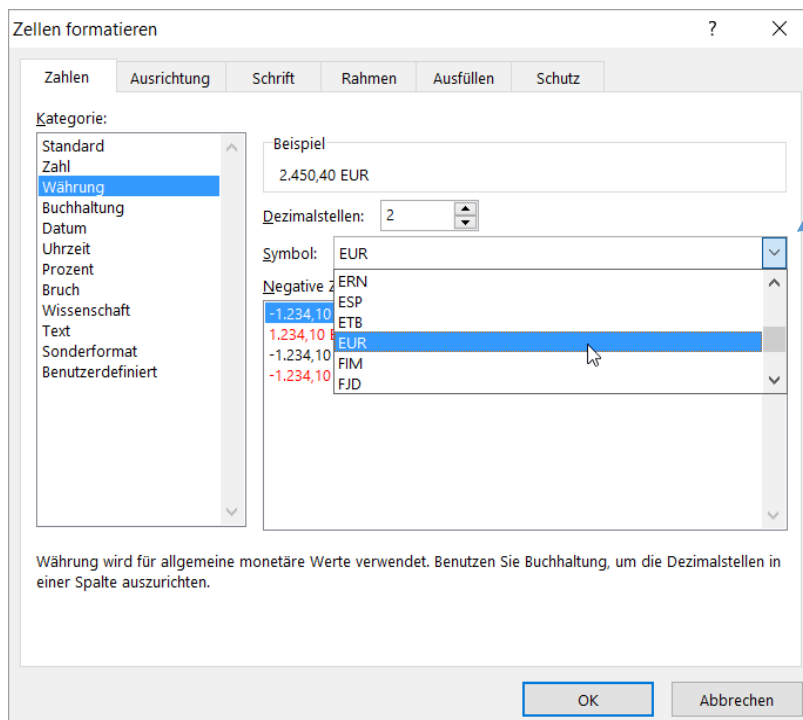 Zellen formatieren
?
Zahlen
Ausrichtung
Schrift
Rahmen
Ausfüllen
Schutz
Kategorie:
Standard
Zahl
Währung
Buchhaltung
Datum
Uhrzeit
Prozent
Bruch
Wissenschaft
Text
Sonderformat
Benutzerdefiniert
Beispiel
2.450,40 EUR
Dezimalstellen: 2
Symbol: EUR
ERN
ESP
ETB
EUR
FIM
FJD
Negative
-1.234,10
1.234,10
-1.234,10
-1.234,10
Währung wird für allgemeine monetäre Werte verwendet. Benutzen Sie Buchhaltung, um die Dezimalstellen in
einer Spalte auszurichten.
OK
Abbrechen